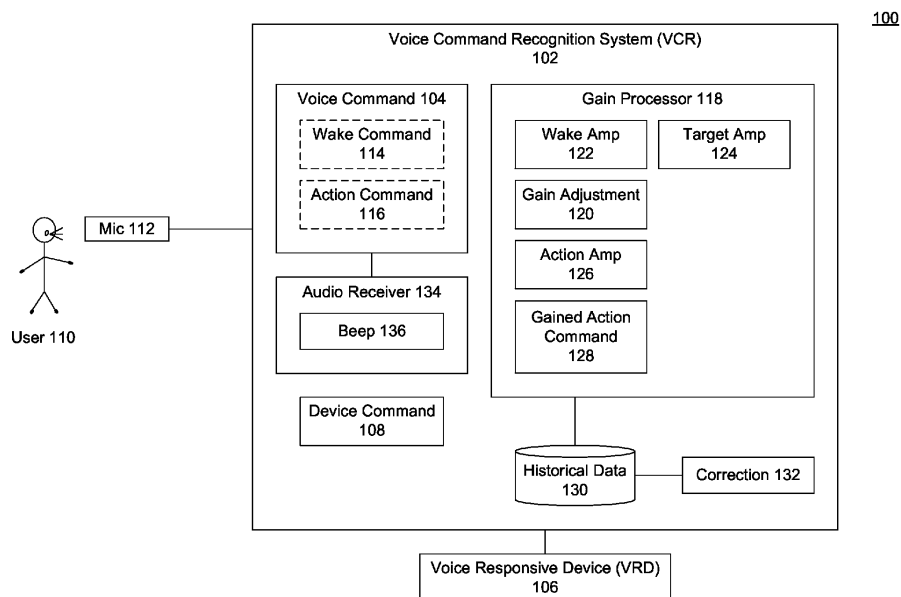 100
Voice Command Recognition System (VCR)
102
Voice Command 104
Wake Command
114
Action Command
116
Gain Processor 118
Wake Amp
122
Target Amp
124
Gain Adjustment
120
Action Amp
126
Gained Action
Command
128
Mic 112
User 110
Audio Receiver 134
Beep 136
Device Command
108
Historical Data
130
Correction 132
Voice Responsive Device (VRD)
106